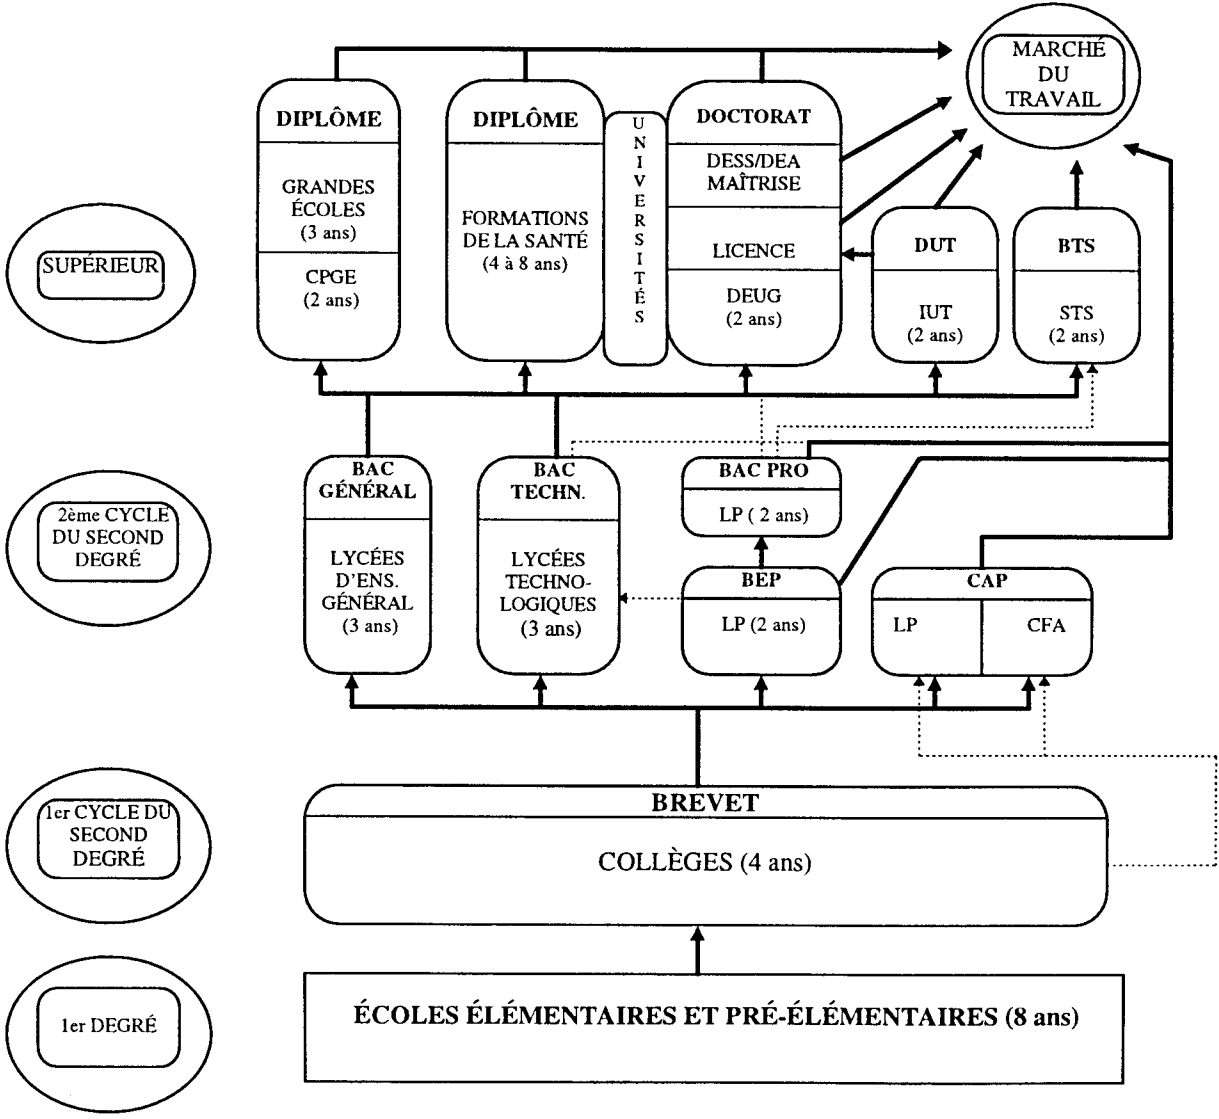 MARCHÉ
DU
TRAVAIL
DIPLÔME
GRANDES
ÉCOLES
(3 ans)
CPGE
(2 ans)
DIPLÔME
FORMATIONS
DE LA SANTÉ
(4 à 8 ans)
UNIVERSITÉS
DOCTORAT
DESS/DEA
MAÎTRISE
LICENCE
DEUG
(2 ans)
DUT
IUT
(2 ans)
BTS
STS
(2 ans)
SUPÉRIEUR
BAC
GÉNÉRAL
LYCÉES
D'ENS.
GÉNÉRAL
(3 ans)
BAC
TECHN.
LYCÉES
TECHNO-
LOGIQUES
(3 ans)
BAC PRO
LP ( 2 ans)
BEP
LP (2 ans)
CAP
LP
CFA
2ème CYCLE
DU SECOND
DEGRÉ
BREVET
COLLÈGES (4 ans)
1er CYCLE DU
SECOND
DEGRÉ
ÉCOLES ÉLÉMENTAIRES ET PRÉ-ÉLÉMENTAIRES (8 ans)
1er DEGRÉ